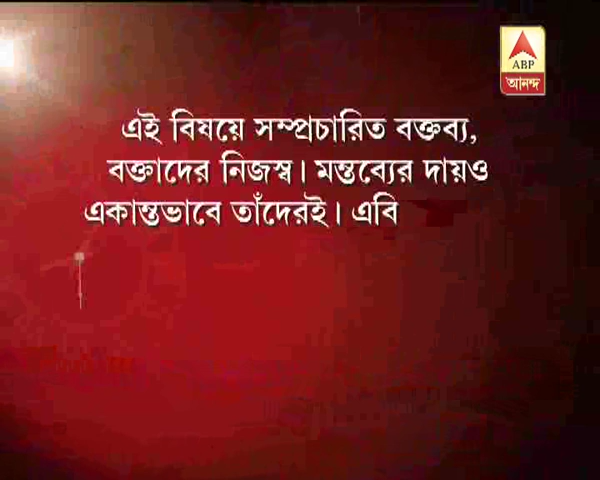 ABP
আনন্দ
এই বিষয়ে সম্প্রচারিত বক্তব্য,
বক্তাদের নিজস্ব। মন্তব্যের দায়ও
একান্তভাবে তাঁদেরই। এবি